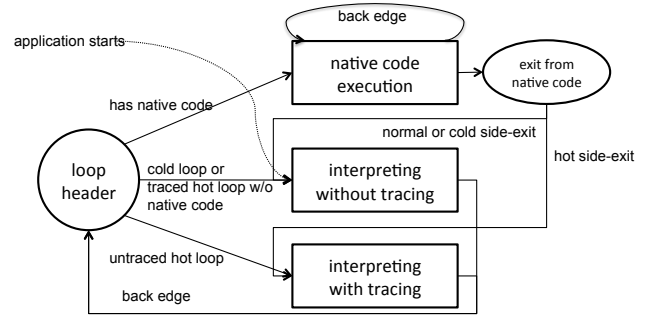 back edge
application starts
native code
execution
exit from
native code
has native code
normal or cold side-exit
hot side-exit
loop
header
cold loop or
traced hot loop w/o
native code
interpreting
without tracing
untraced hot loop
interpreting
with tracing
back edge